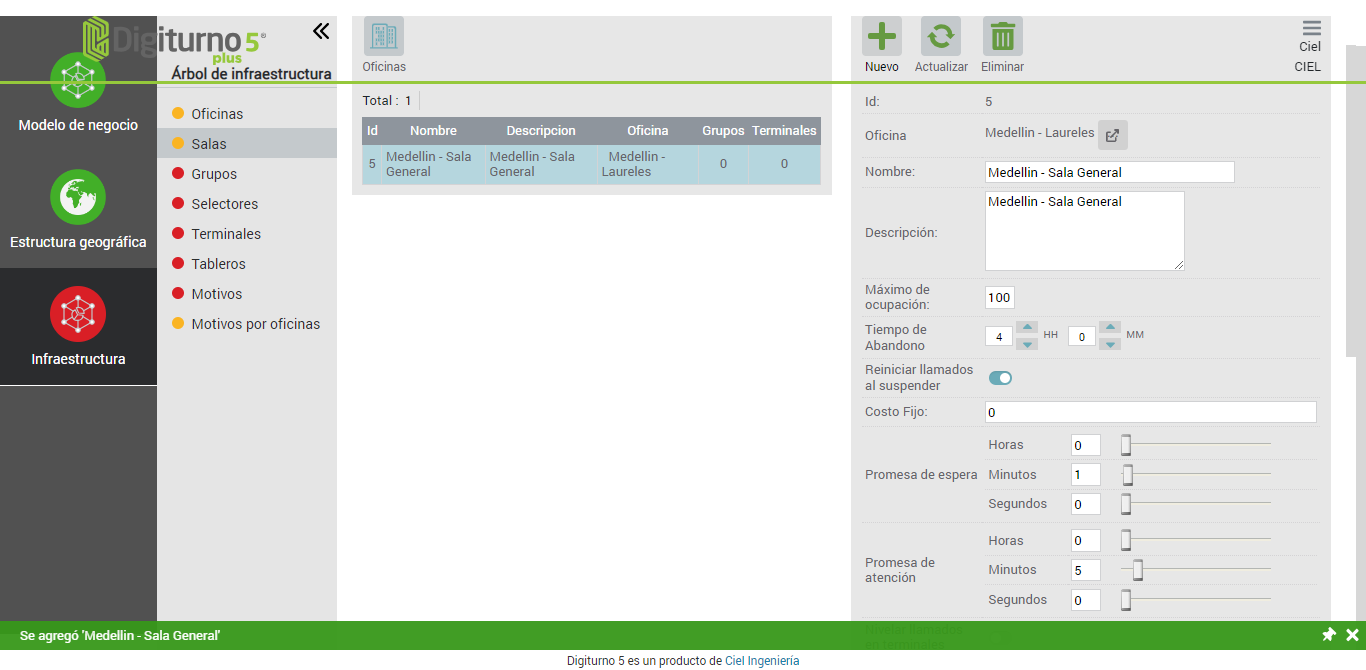 Digiturno 5®
plus
Árbol de infraestructura
Modelo de negocio
Estructura geográfica
Infraestructura
Oficinas
Salas
Grupos
Selectores
Terminales
Tableros
Motivos
Motivos por oficinas
Oficinas
Total : 1
Id Nombre Descripcion Oficina Grupos Terminales
5 Medellin - Sala General Medellin - Sala General Medellin - Laureles 0 0
Nuevo Actualizar Eliminar
Ciel
CIEL
Id: 5
Oficina Medellin - Laureles
Nombre: Medellin - Sala General
Descripción: Medellin - Sala General
Máximo de
ocupación: 100
Tiempo de
Abandono 4 HH 0 MM
Reiniciar llamados
al suspender
Costo Fijo: 0
Promesa de espera
Horas 0
Minutos 1
Segundos 0
Promesa de
atención
Horas 0
Minutos 5
Segundos 0
Nivelar llamados
en terminales
Se agregó 'Medellin - Sala General'
Digiturno 5 es un producto de Ciel Ingeniería